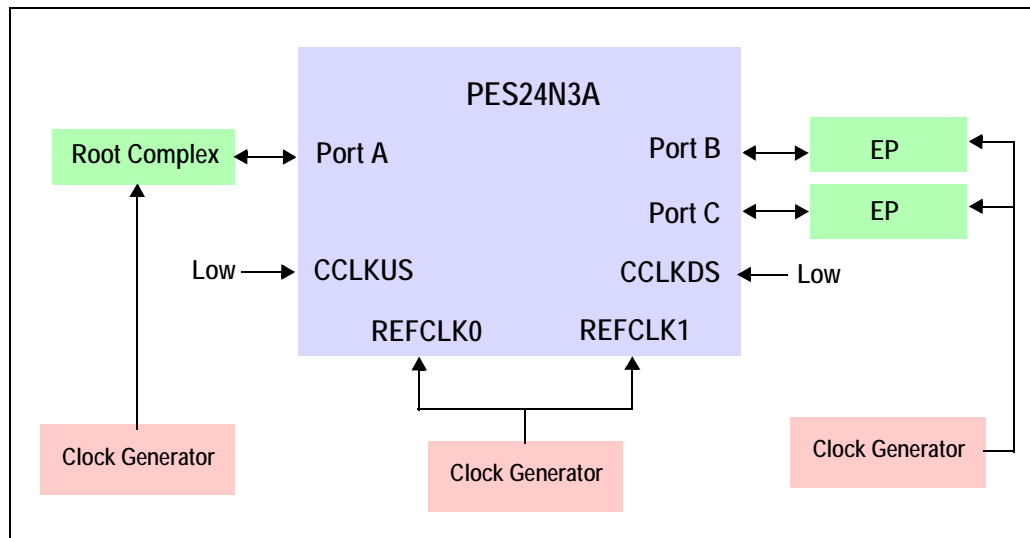 PES24N3A
Root Complex
Port A
Port B
EP
Port C
EP
Low
CCLKUS
CCLKDS
Low
REFCLK0
REFCLK1
Clock Generator
Clock Generator
Clock Generator